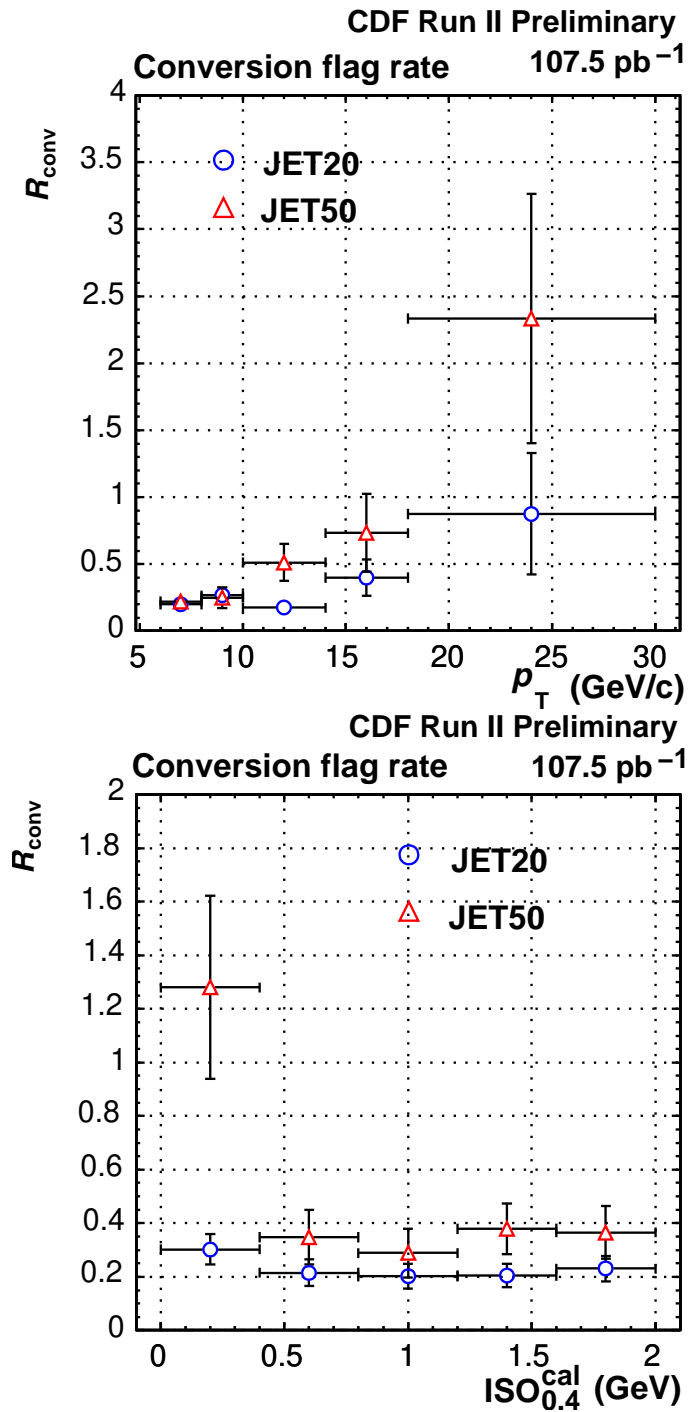 CDF Run II Preliminary
Conversion flag rate 107.5 pb⁻¹
4
3.5
3
2.5
2
1.5
1
0.5
0
R_conv
JET20
JET50
5 10 15 20 25 30
p_T (GeV/c)
CDF Run II Preliminary
Conversion flag rate 107.5 pb⁻¹
2
1.8
1.6
1.4
1.2
1
0.8
0.6
0.4
0.2
0
R_conv
JET20
JET50
0 0.5 1 1.5 2
ISO_0.4^cal (GeV)